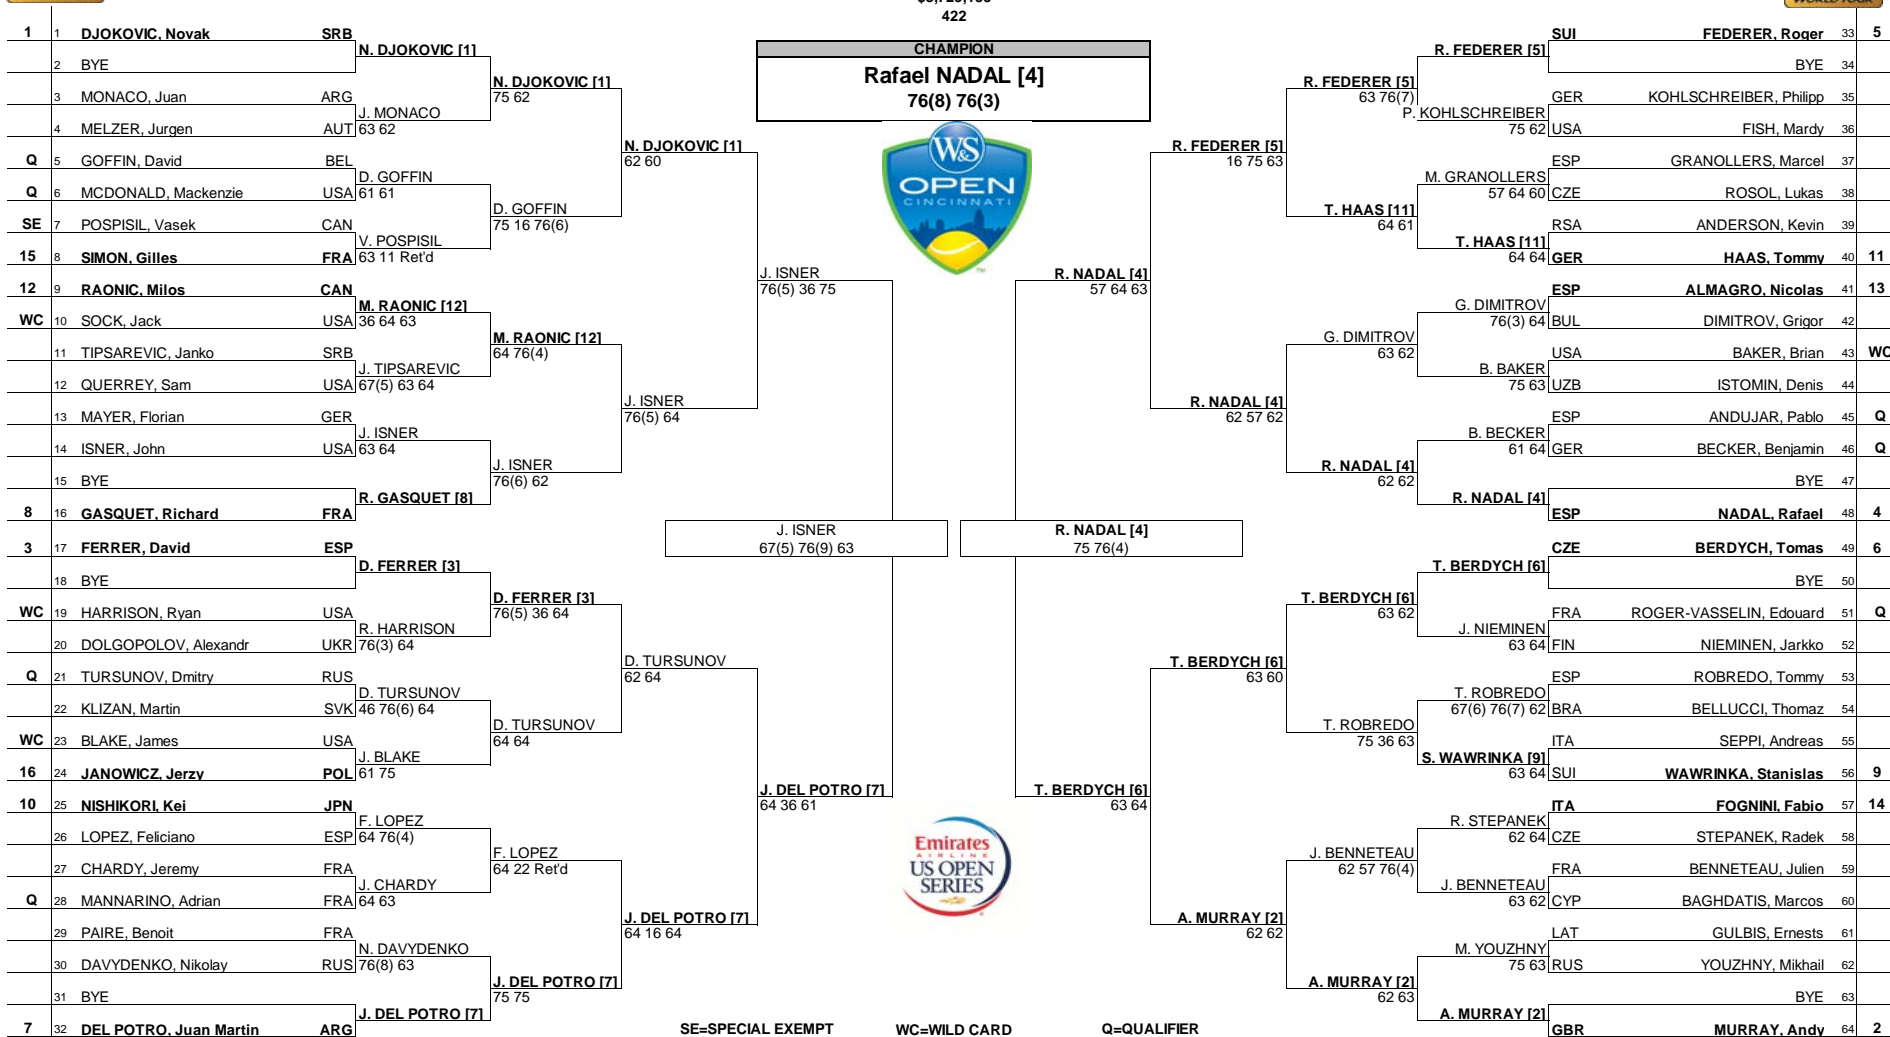 422
CHAMPION
Rafael NADAL [4]
76(8) 76(3)
W&S
OPEN
CINCINNATI
1 1 DJOKOVIC, Novak SRB
N. DJOKOVIC [1]
2 BYE
N. DJOKOVIC [1]
75 62
3 MONACO, Juan ARG
J. MONACO
63 62
4 MELZER, Jurgen AUT
N. DJOKOVIC [1]
62 60
Q 5 GOFFIN, David BEL
D. GOFFIN
61 61
Q 6 MCDONALD, Mackenzie USA
D. GOFFIN
75 16 76(6)
SE 7 POSPISIL, Vasek CAN
V. POSPISIL
63 11 Ret'd
15 8 SIMON, Gilles FRA
J. ISNER
76(5) 36 75
12 9 RAONIC, Milos CAN
M. RAONIC [12]
36 64 63
WC 10 SOCK, Jack USA
M. RAONIC [12]
64 76(4)
11 TIPSAREVIC, Janko SRB
J. TIPSAREVIC
67(5) 63 64
12 QUERREY, Sam USA
J. ISNER
76(5) 64
13 MAYER, Florian GER
J. ISNER
63 64
14 ISNER, John USA
J. ISNER
76(6) 62
15 BYE
R. GASQUET [8]
8 16 GASQUET, Richard FRA
J. ISNER
67(5) 76(9) 63
3 17 FERRER, David ESP
D. FERRER [3]
18 BYE
D. FERRER [3]
76(5) 36 64
WC 19 HARRISON, Ryan USA
R. HARRISON
76(3) 64
20 DOLGOPOLOV, Alexandr UKR
D. TURSUNOV
62 64
Q 21 TURSUNOV, Dmitry RUS
D. TURSUNOV
46 76(6) 64
22 KLIZAN, Martin SVK
D. TURSUNOV
64 64
WC 23 BLAKE, James USA
J. BLAKE
61 75
16 24 JANOWICZ, Jerzy POL
J. DEL POTRO [7]
64 36 61
10 25 NISHIKORI, Kei JPN
F. LOPEZ
64 76(4)
26 LOPEZ, Feliciano ESP
F. LOPEZ
64 22 Ret'd
27 CHARDY, Jeremy FRA
J. CHARDY
64 63
Q 28 MANNARINO, Adrian FRA
J. DEL POTRO [7]
64 16 64
29 PAIRE, Benoit FRA
N. DAVYDENKO
76(8) 63
30 DAVYDENKO, Nikolay RUS
J. DEL POTRO [7]
75 75
31 BYE
J. DEL POTRO [7]
7 32 DEL POTRO, Juan Martin ARG
SUI FEDERER, Roger 33 5
R. FEDERER [5]
BYE 34
R. FEDERER [5]
63 76(7)
GER KOHLSCHREIBER, Philipp 35
P. KOHLSCHREIBER
75 62
USA FISH, Mardy 36
R. FEDERER [5]
16 75 63
ESP GRANOLLERS, Marcel 37
M. GRANOLLERS
57 64 60
CZE ROSOL, Lukas 38
T. HAAS [11]
64 61
RSA ANDERSON, Kevin 39
T. HAAS [11]
64 64
GER HAAS, Tommy 40 11
R. NADAL [4]
57 64 63
ESP ALMAGRO, Nicolas 41 13
G. DIMITROV
76(3) 64
BUL DIMITROV, Grigor 42
G. DIMITROV
63 62
USA BAKER, Brian 43 WC
B. BAKER
75 63
UZB ISTOMIN, Denis 44
R. NADAL [4]
62 57 62
ESP ANDUJAR, Pablo 45 Q
B. BECKER
61 64
GER BECKER, Benjamin 46 Q
R. NADAL [4]
62 62
BYE 47
R. NADAL [4]
ESP NADAL, Rafael 48 4
R. NADAL [4]
75 76(4)
CZE BERDYCH, Tomas 49 6
T. BERDYCH [6]
BYE 50
T. BERDYCH [6]
63 62
FRA ROGER-VASSELIN, Edouard 51 Q
J. NIEMINEN
63 64
FIN NIEMINEN, Jarkko 52
T. BERDYCH [6]
63 60
ESP ROBREDO, Tommy 53
T. ROBREDO
67(6) 76(7) 62
BRA BELLUCCI, Thomaz 54
T. ROBREDO
75 36 63
ITA SEPPI, Andreas 55
S. WAWRINKA [9]
63 64
SUI WAWRINKA, Stanislas 56 9
T. BERDYCH [6]
63 64
ITA FOGNINI, Fabio 57 14
R. STEPANEK
62 64
CZE STEPANEK, Radek 58
J. BENNETEAU
62 57 76(4)
FRA BENNETEAU, Julien 59
J. BENNETEAU
63 62
CYP BAGHDATIS, Marcos 60
A. MURRAY [2]
62 62
LAT GULBIS, Ernests 61
M. YOUZHNY
75 63
RUS YOUZHNY, Mikhail 62
A. MURRAY [2]
62 63
BYE 63
A. MURRAY [2]
GBR MURRAY, Andy 64 2
Emirates
AIRLINE
US OPEN
SERIES
SE=SPECIAL EXEMPT WC=WILD CARD Q=QUALIFIER